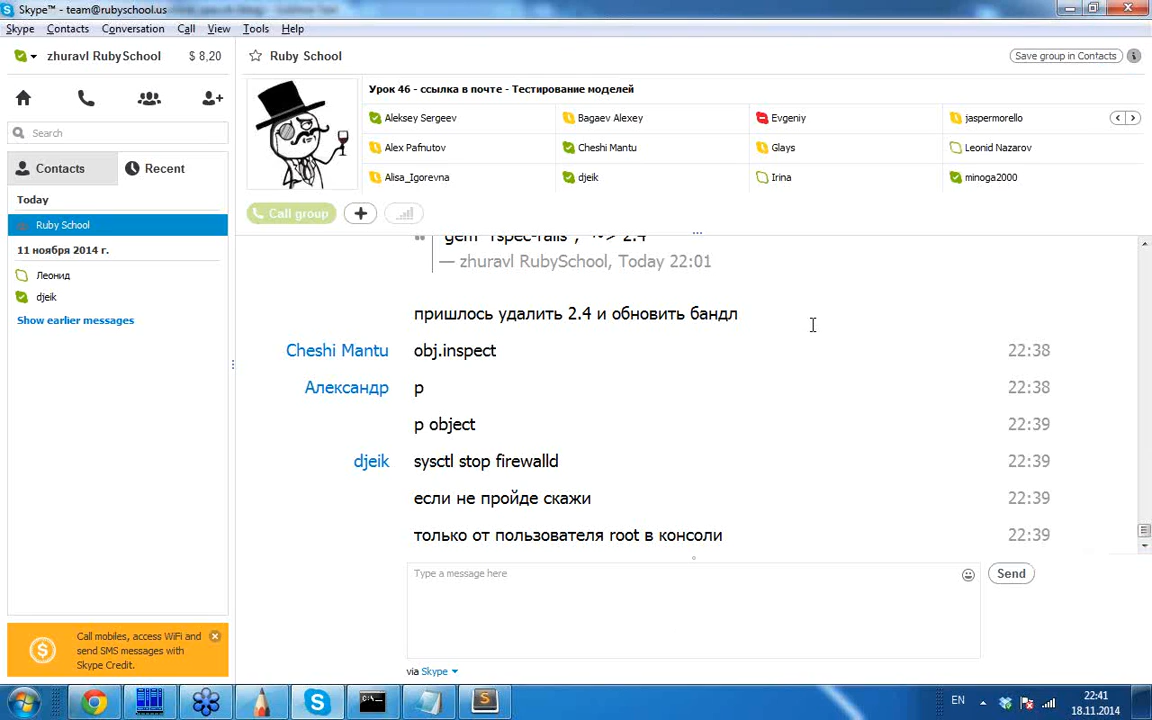 Skype™ - team@rubyschool.us
Skype Contacts Conversation Call View Tools Help
zhuravl RubySchool $ 8,20
Ruby School
Save group in Contacts
Search
Contacts
Recent
Today
Ruby School
11 ноября 2014 г.
Леонид
djeik
Show earlier messages
Урок 46 - ссылка в почте - Тестирование моделей
Aleksey Sergeev
Bagaev Alexey
Evgeniy
jaspermorello
Alex Pafnutov
Cheshi Mantu
Glays
Leonid Nazarov
Alisa_Igorevna
djeik
Irina
minoga2000
Call group
gem 'rspec-rails', '~> 2.4'
— zhuravl RubySchool, Today 22:01
пришлось удалить 2.4 и обновить бандл
Cheshi Mantu obj.inspect 22:38
Александр p 22:38
p object 22:39
djeik sysctl stop firewalld 22:39
если не пройде скажи 22:39
только от пользователя root в консоли 22:39
Type a message here
Send
via Skype
Call mobiles, access WiFi and
send SMS messages with
Skype Credit.
EN
22:41
18.11.2014